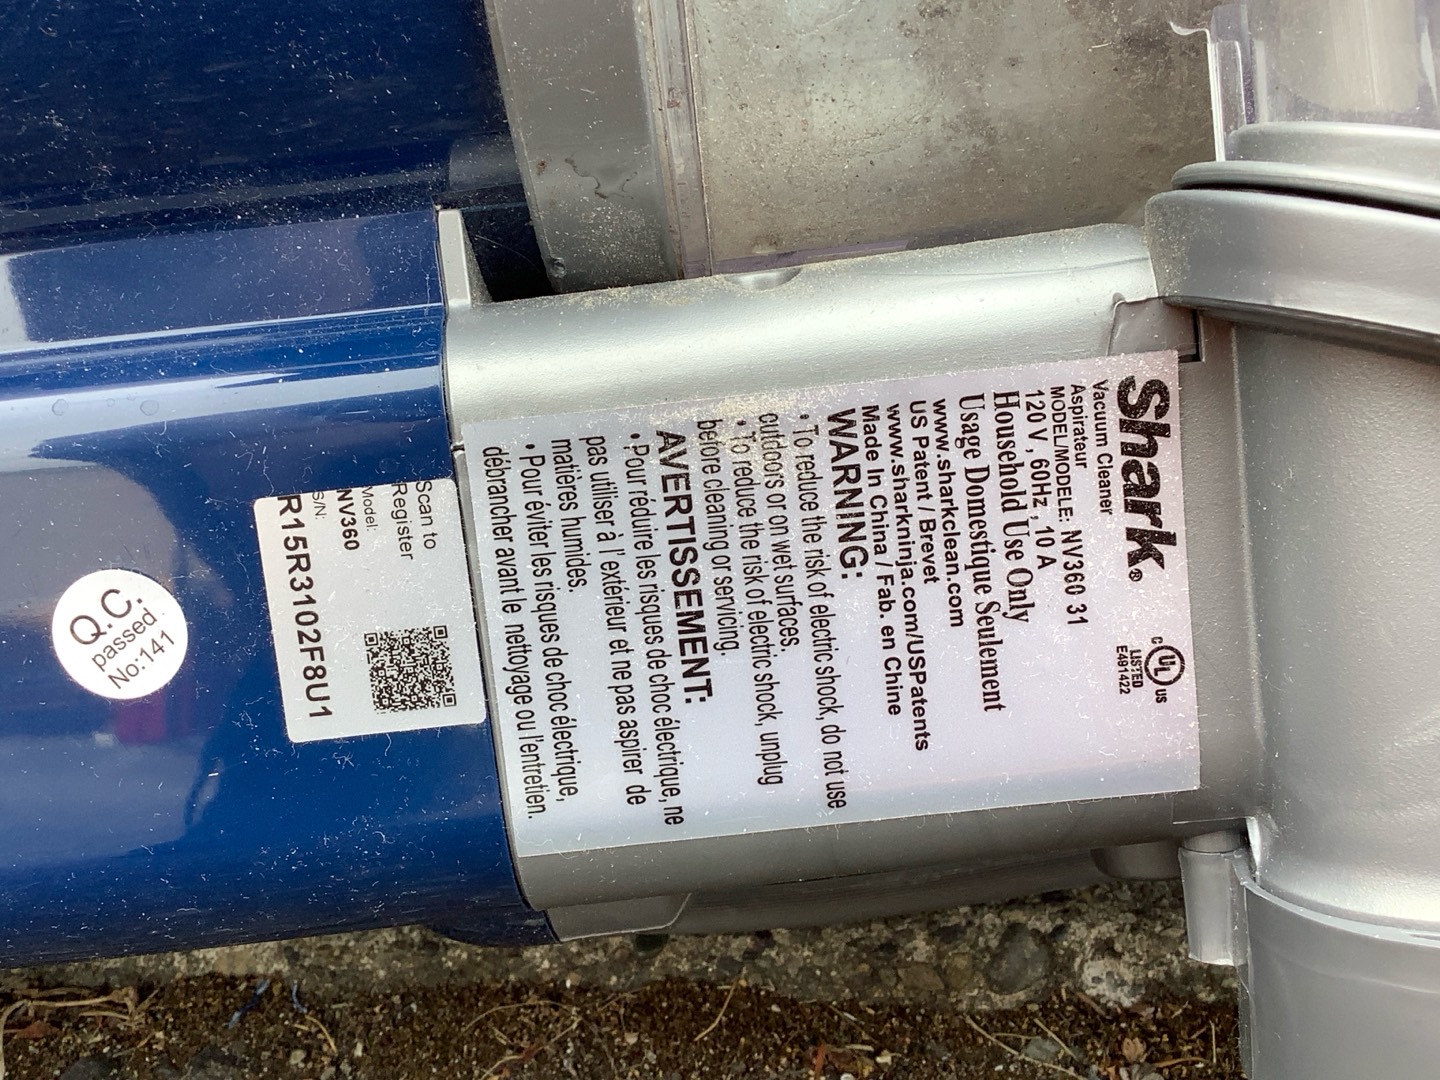 Shark®
Vacuum Cleaner
Aspirateur
MODEL/MODELE: NV360 31
120 V , 60Hz , 10 A
Household Use Only
Usage Domestique Seulement
www.sharkclean.com
US Patent / Brevet
www.sharkninja.com/USPatents
Made In China / Fab. en Chine
C UL US
LISTED
E491422
WARNING:
• To reduce the risk of electric shock, do not use
outdoors or on wet surfaces.
• To reduce the risk of electric shock, unplug
before cleaning or servicing.
AVERTISSEMENT:
• Pour réduire les risques de choc électrique, ne
pas utiliser à l' extérieur et ne pas aspirer de
matières humides.
• Pour éviter les risques de choc électrique,
débrancher avant le nettoyage ou l'entretien.
Scan to
Register
Model:
NV360
S/N:
R15R3102F8U1
Q.C.
passed
No:141